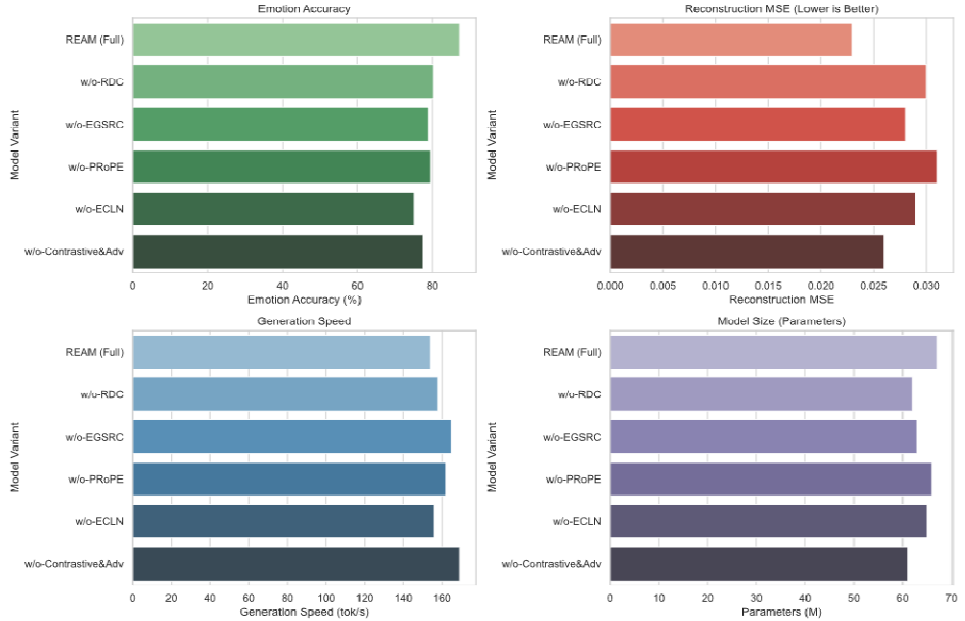 Emotion Accuracy
Model Variant
REAM (Full)
w/o-RDC
w/o-EGSRC
w/o-PRoPE
w/o-ECLN
w/o-Contrastive&Adv
0 20 40 60 80
Emotion Accuracy (%)
Reconstruction MSE (Lower is Better)
Model Variant
REAM (Full)
w/o-RDC
w/o-EGSRC
w/o-PRoPE
w/o-ECLN
w/o-Contrastive&Adv
0.000 0.005 0.010 0.015 0.020 0.025 0.030
Reconstruction MSE
Generation Speed
Model Variant
REAM (Full)
w/o-RDC
w/o-EGSRC
w/o-PRoPE
w/o-ECLN
w/o-Contrastive&Adv
0 20 40 60 80 100 120 140 160
Generation Speed (tok/s)
Model Size (Parameters)
Model Variant
REAM (Full)
w/o-RDC
w/o-EGSRC
w/o-PRoPE
w/o-ECLN
w/o-Contrastive&Adv
0 10 20 30 40 50 60 70
Parameters (M)